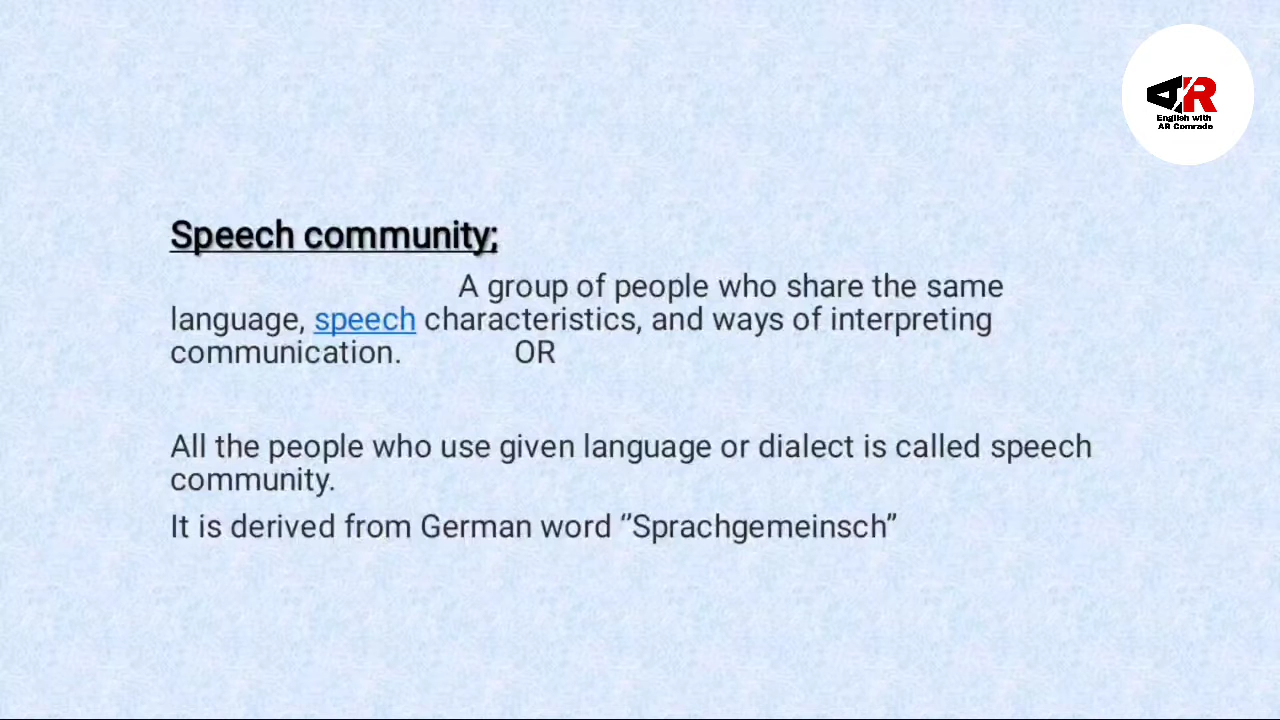 AR
English with
AR Comrade
Speech community;
A group of people who share the same
language, speech characteristics, and ways of interpreting
communication. OR
All the people who use given language or dialect is called speech
community.
It is derived from German word ‘’Sprachgemeinsch”